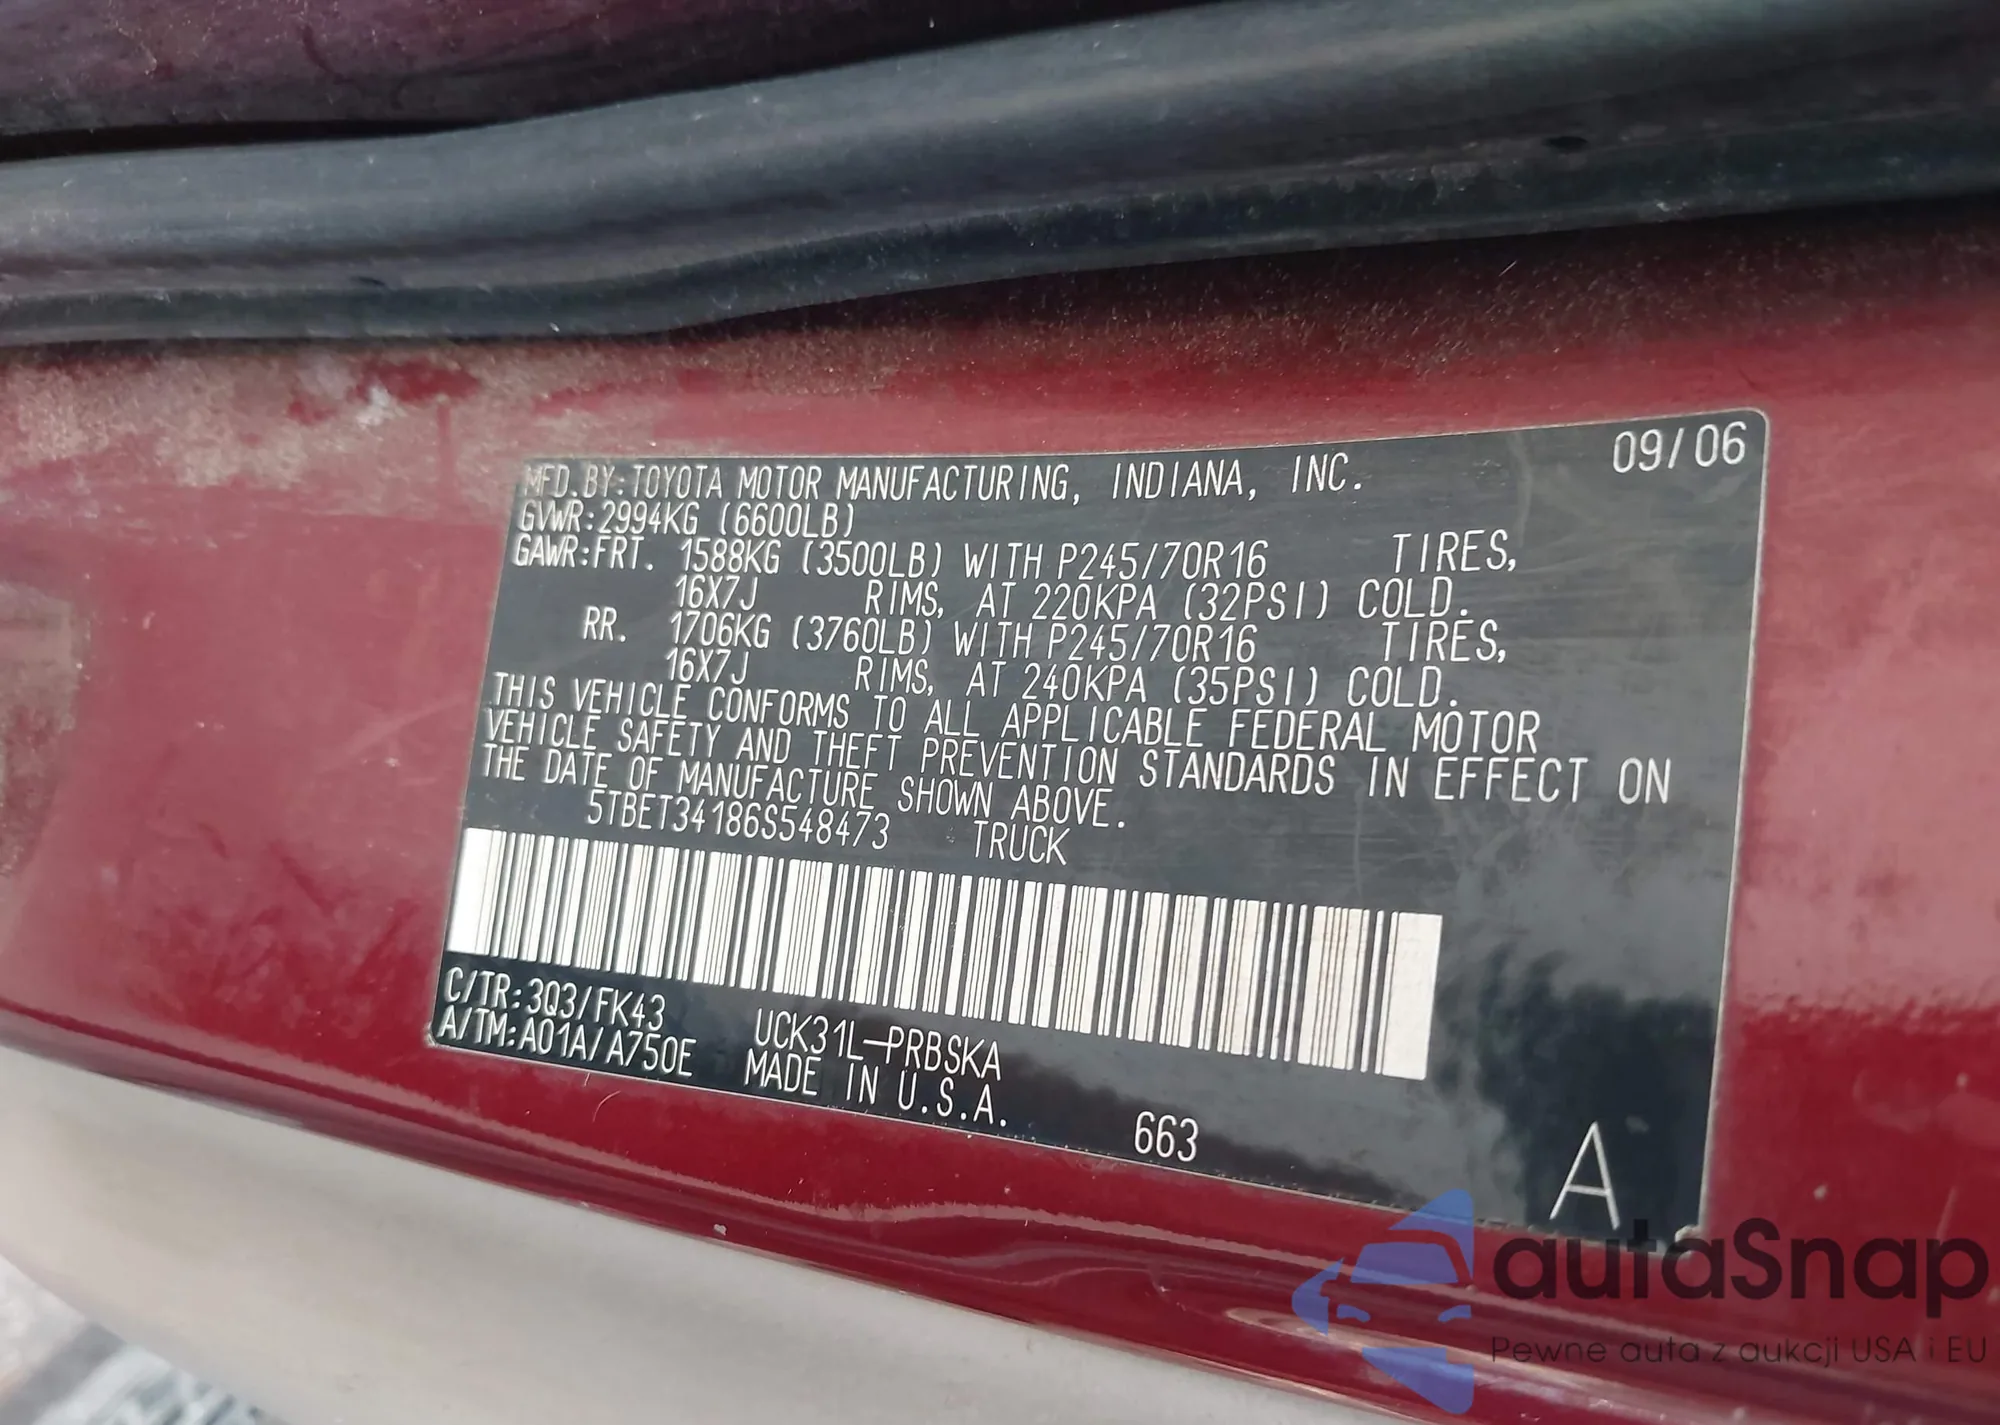 09/06
MFD.BY:TOYOTA MOTOR MANUFACTURING, INDIANA, INC.
GVWR:2994KG (6600LB)
GAWR:FRT. 1588KG (3500LB) WITH P245/70R16 TIRES,
16X7J RIMS, AT 220KPA (32PSI) COLD.
RR. 1706KG (3760LB) WITH P245/70R16 TIRES,
16X7J RIMS, AT 240KPA (35PSI) COLD.
THIS VEHICLE CONFORMS TO ALL APPLICABLE FEDERAL MOTOR
VEHICLE SAFETY AND THEFT PREVENTION STANDARDS IN EFFECT ON
THE DATE OF MANUFACTURE SHOWN ABOVE.
5TBET34186S548473 TRUCK
C/TR:3Q3/FK43 UCK31L-PRBSKA
A/TM:A01A/A750E MADE IN U.S.A.
663
A
autaSnap
Pewne auta z aukcji USA i EU